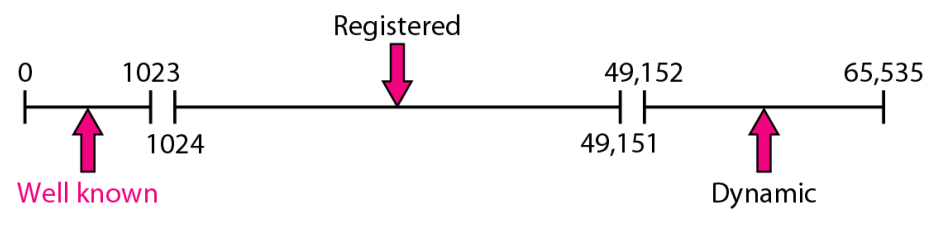 Registered
0
1023
49,152
65,535
1024
49,151
Well known
Dynamic